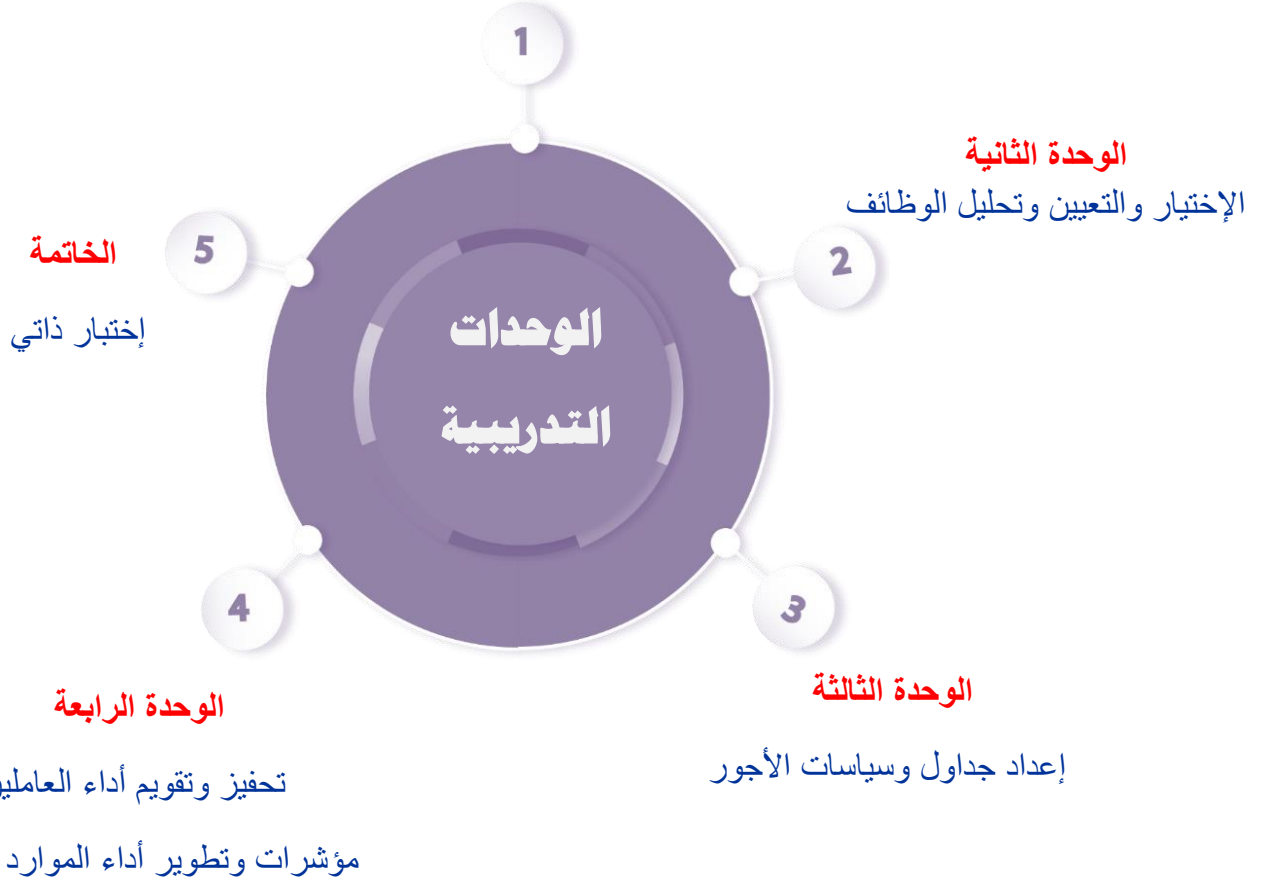 1
الوحدة الثانية
الإختيار والتعيين وتحليل الوظائف
2
الخاتمة
5
إختبار ذاتي
الوحدات
التدريبية
4
3
الوحدة الثالثة
إعداد جداول وسياسات الأجور
الوحدة الرابعة
تحفيز وتقويم أداء
مؤشرات وتطوير أداء الموارد